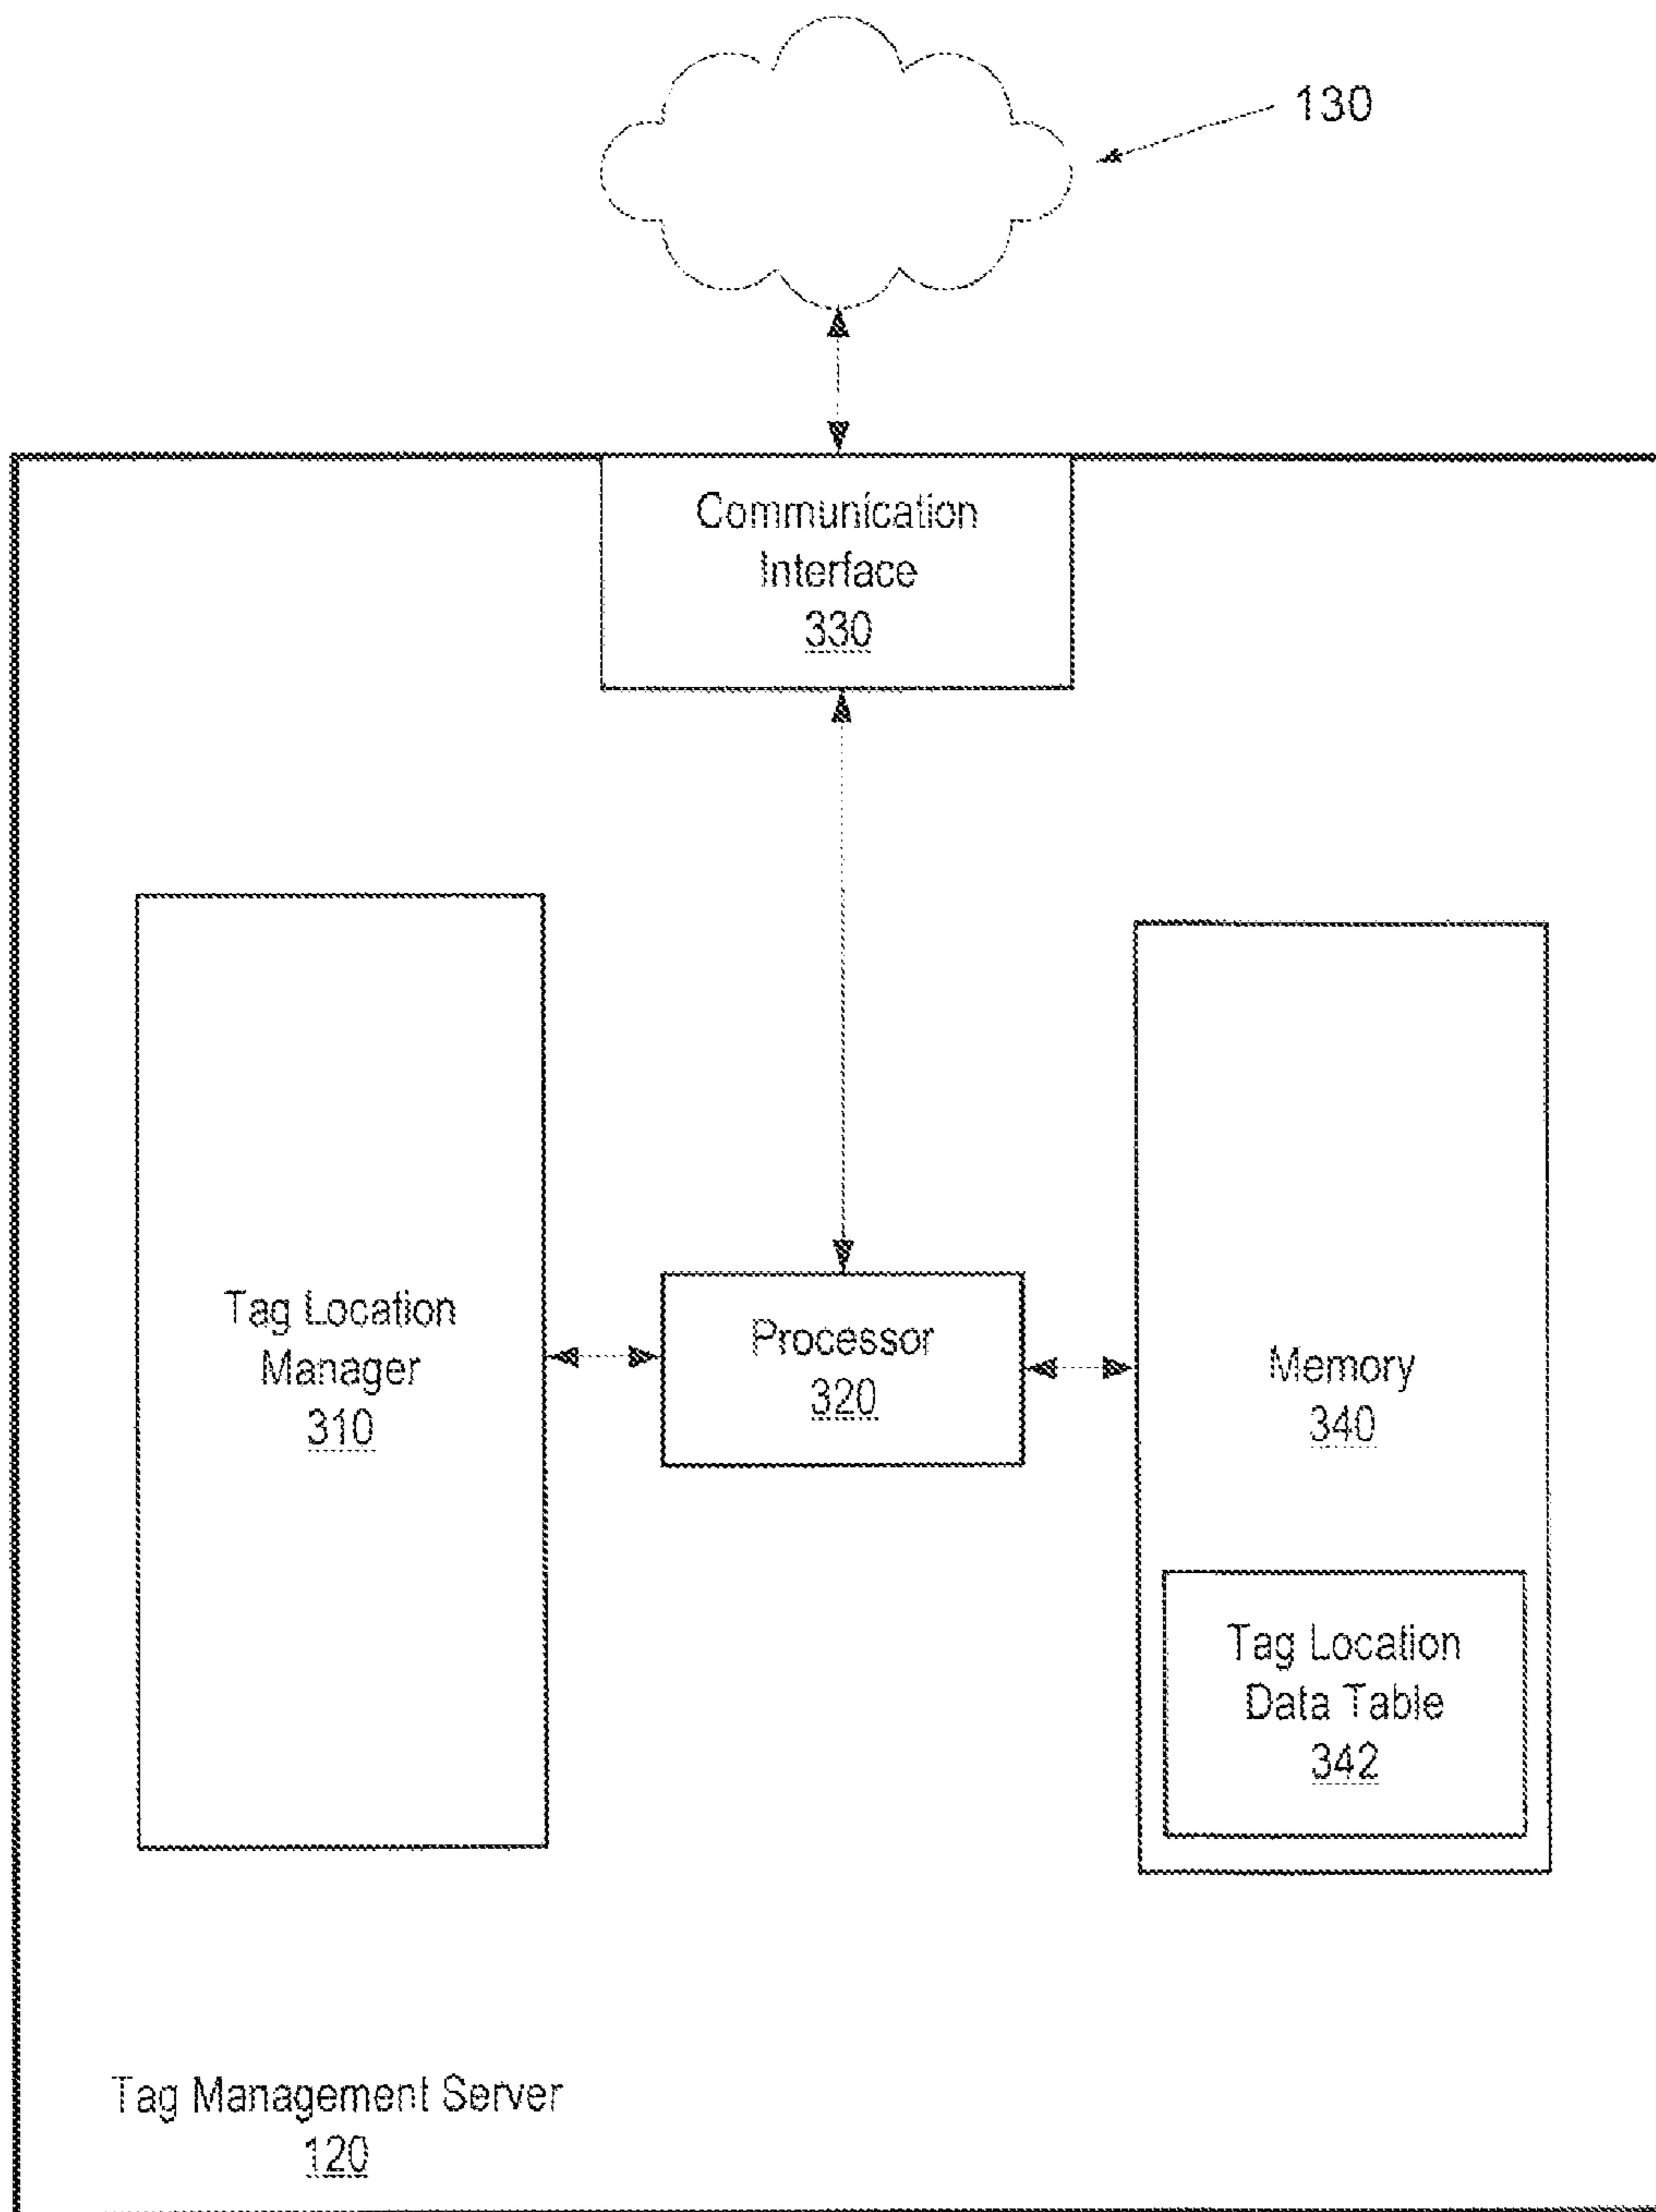 130
Communication
Interface
330
Tag Location
Manager
310
Processor
320
Memory
340
Tag Location
Data Table
342
Tag Management Server
120